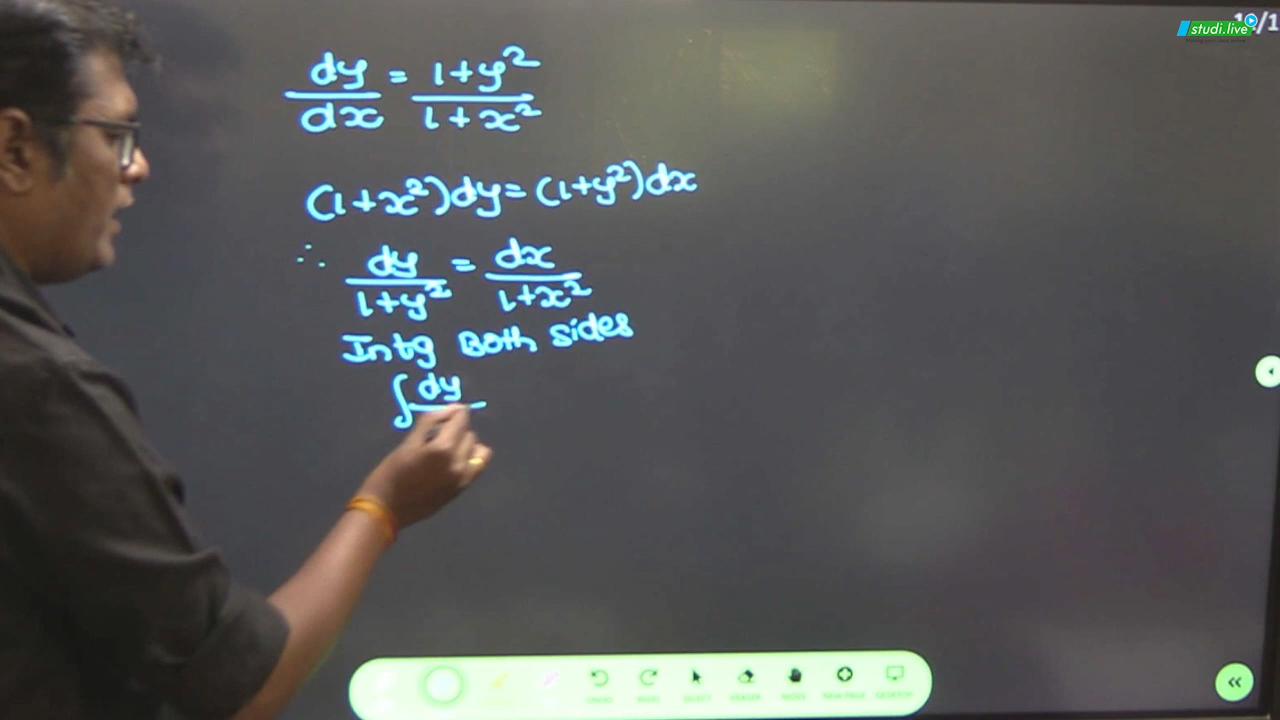 studi.live
dy/dx = 1+y²/1+x²
(1+x²)dy=(1+y²)dx
∴ dy/1+y² = dx/1+x²
Intg Both sides
∫dy